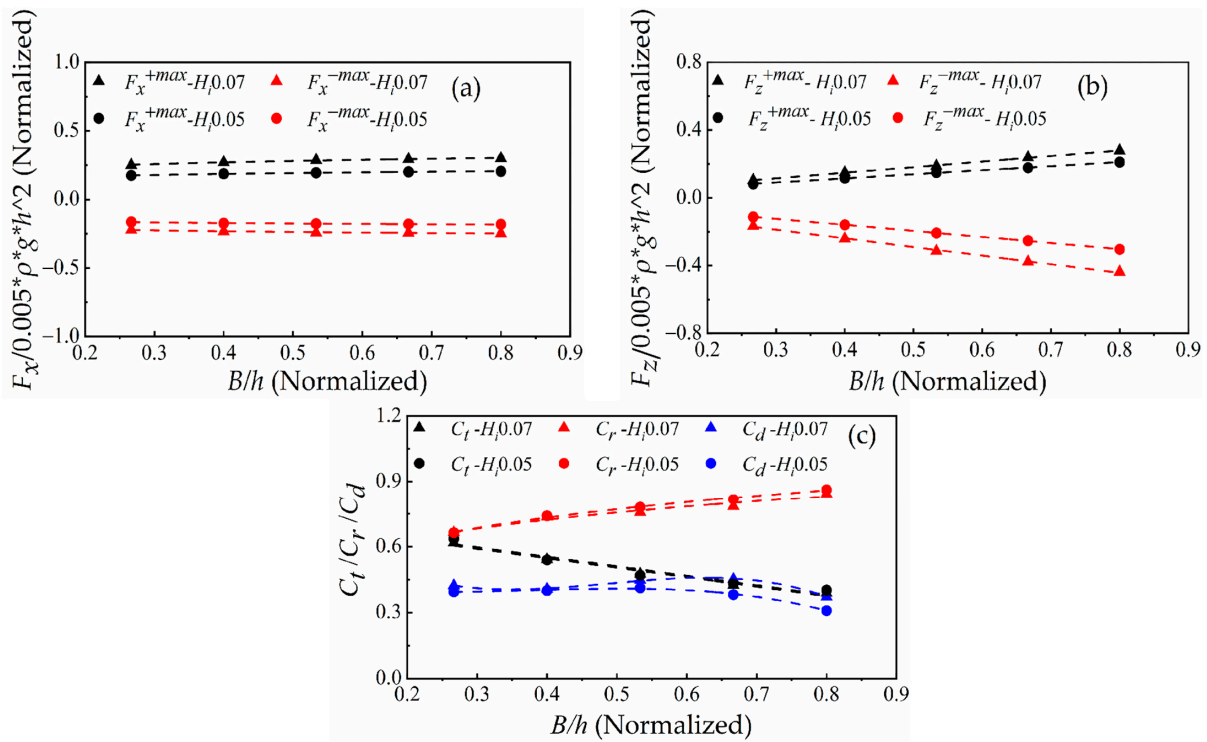 F_x/0.005*ρ*g*h^2 (Normalized)
1.0
0.5
0.0
−0.5
−1.0
F_x^{+max}-H_i0.07
F_x^{−max}-H_i0.07
(a)
F_x^{+max}-H_i0.05
F_x^{−max}-H_i0.05
0.2 0.3 0.4 0.5 0.6 0.7 0.8 0.9
B/h (Normalized)
F_z/0.005*ρ*g*h^2 (Normalized)
0.8
0.4
0.0
−0.4
−0.8
F_z^{+max}- H_i0.07
F_z^{−max}- H_i0.07
(b)
F_z^{+max}- H_i0.05
F_z^{−max}- H_i0.05
0.2 0.3 0.4 0.5 0.6 0.7 0.8 0.9
B/h (Normalized)
C_t/C_r/C_d
1.2
0.9
0.6
0.3
0.0
C_t-H_i0.07
C_r-H_i0.07
C_d-H_i0.07
(c)
C_t-H_i0.05
C_r-H_i0.05
C_d-H_i0.05
0.2 0.3 0.4 0.5 0.6 0.7 0.8 0.9
B/h (Normalized)